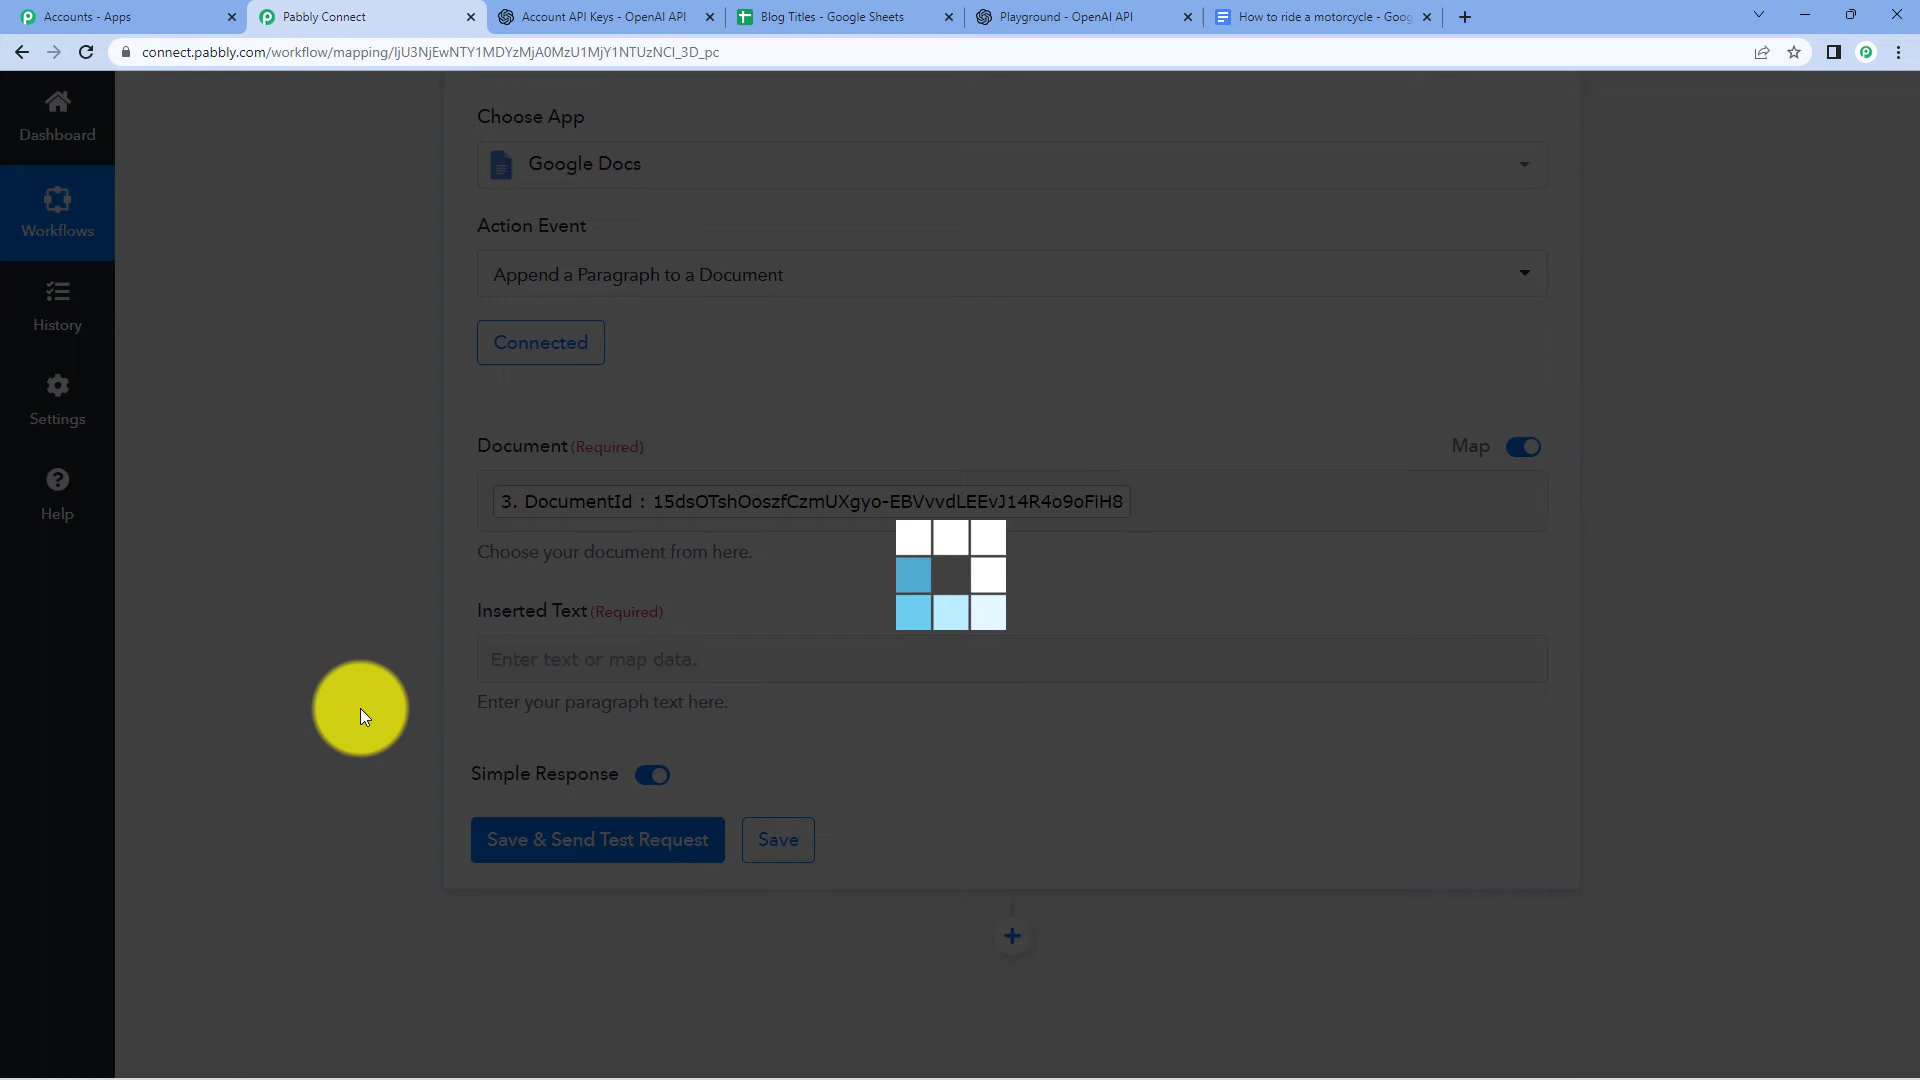 Accounts - Apps
Pabbly Connect
Account API Keys - OpenAI API
Blog Titles - Google Sheets
Playground - OpenAI API
How to ride a motorcycle - Goog
connect.pabbly.com/workflow/mapping/IjU3NjEwNTY1MDYzMjA0MzU1MjY1NTUzNCI_3D_pc
Dashboard
Workflows
History
Settings
Help
Choose App
Google Docs
Action Event
Append a Paragraph to a Document
Connected
Document (Required)
Map
3. DocumentId : 15dsOTshOoszfCzmUXgyo-EBVvvdLEEvJ14R4o9oFiH8
Choose your document from here.
Inserted Text (Required)
Enter text or map data.
Enter your paragraph text here.
Simple Response
Save & Send Test Request
Save